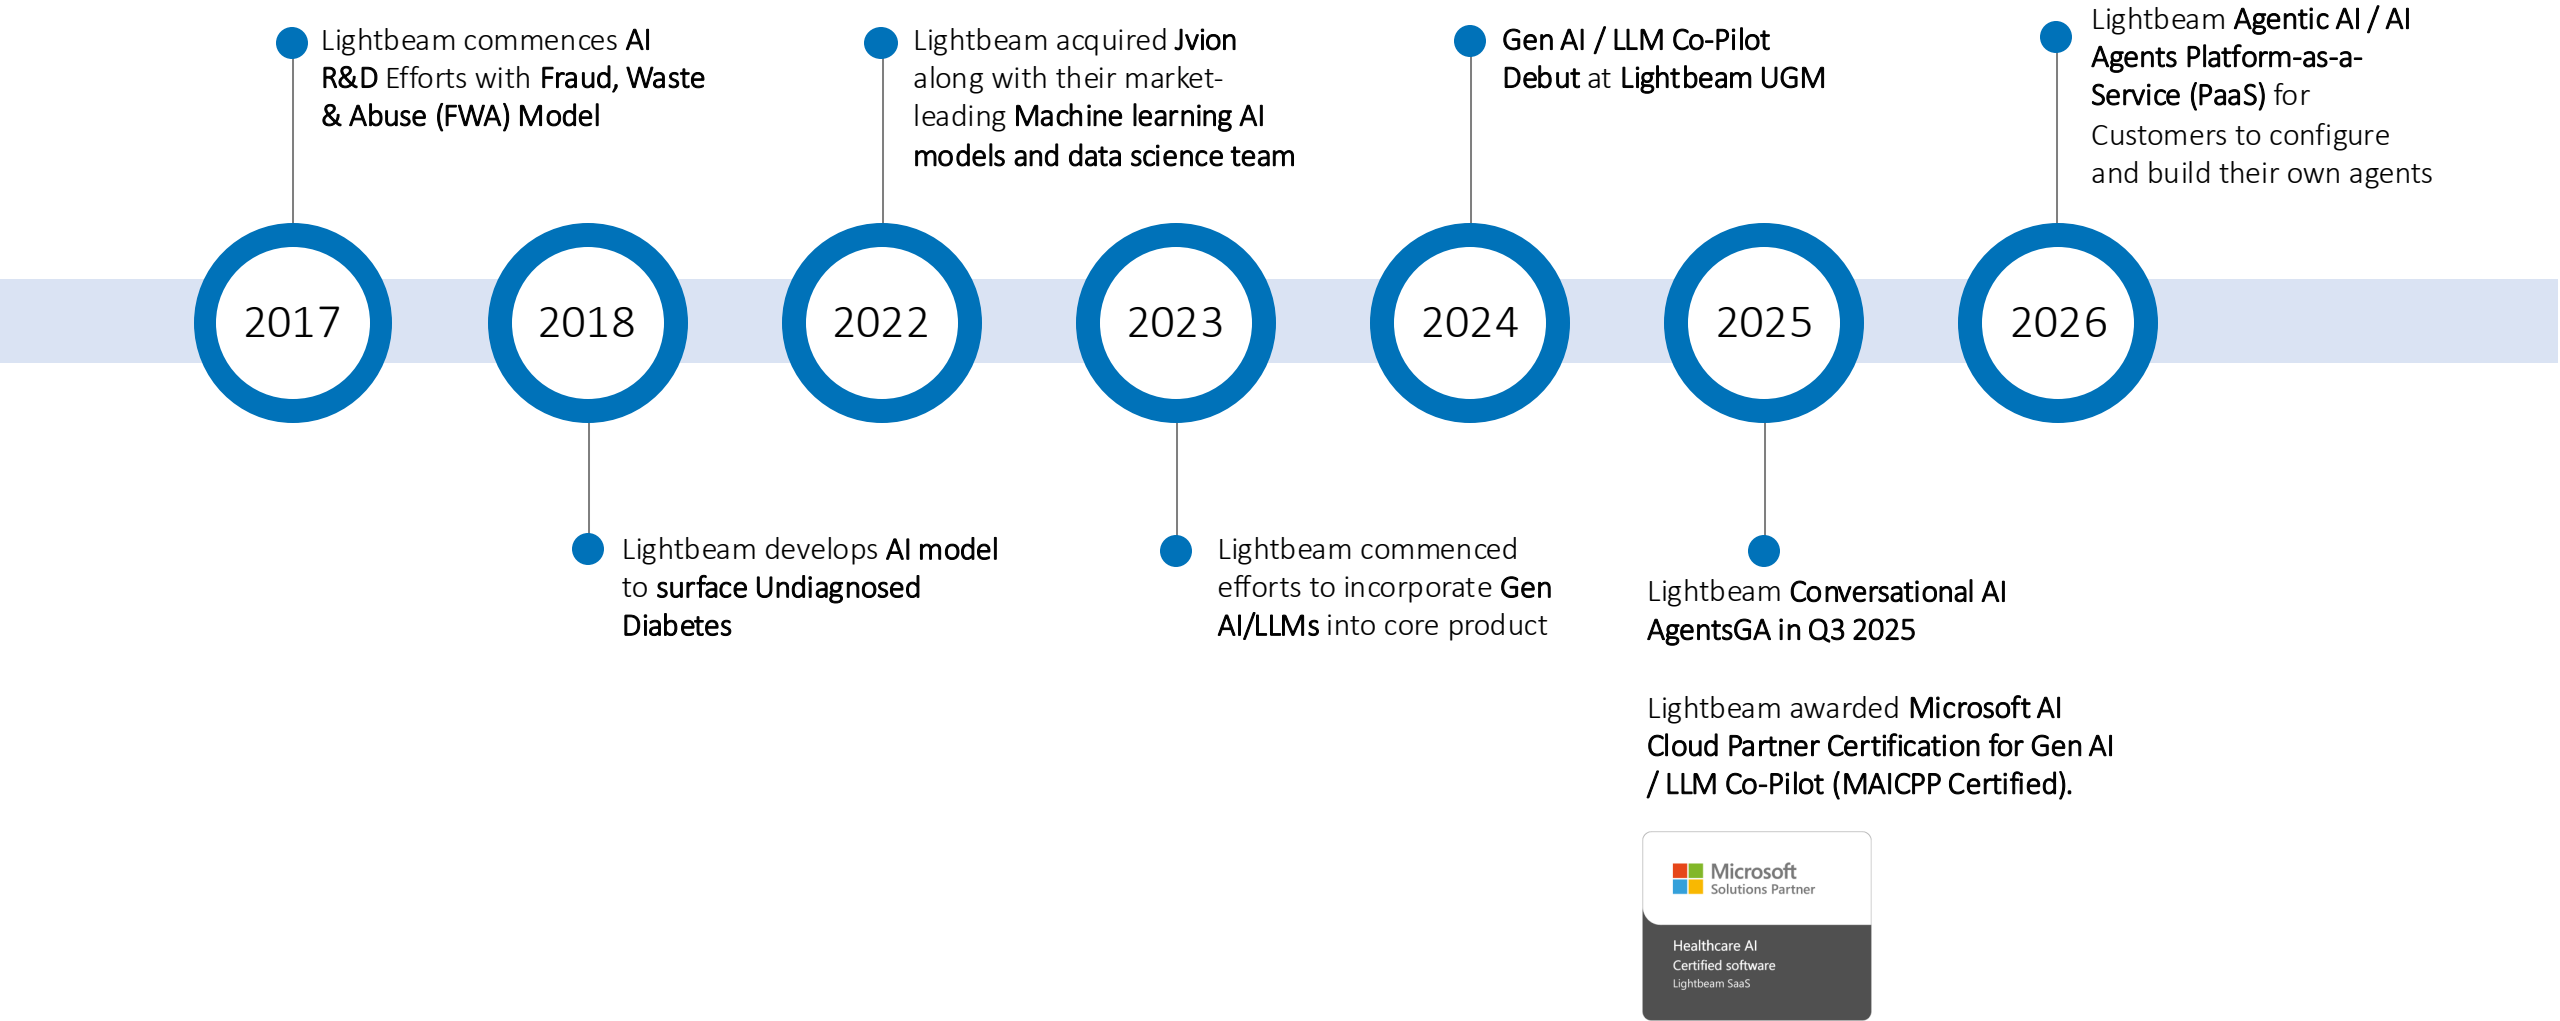 Lightbeam commences AI
R&D Efforts with Fraud, Waste
& Abuse (FWA) Model
Lightbeam acquired Jvion
along with their market-
leading Machine learning AI
models and data science team
Gen AI / LLM Co-Pilot
Debut at Lightbeam UGM
Lightbeam Agentic AI / AI
Agents Platform-as-a-
Service (PaaS) for
Customers to configure
and build their own agents
2017
2018
2022
2023
2024
2025
2026
Lightbeam develops AI model
to surface Undiagnosed
Diabetes
Lightbeam commenced
efforts to incorporate Gen
AI/LLMs into core product
Lightbeam Conversational AI
AgentsGA in Q3 2025
Lightbeam awarded Microsoft AI
Cloud Partner Certification for Gen AI
/ LLM Co-Pilot (MAICPP Certified).
Microsoft
Solutions Partner
Healthcare AI
Certified software
Lightbeam SaaS